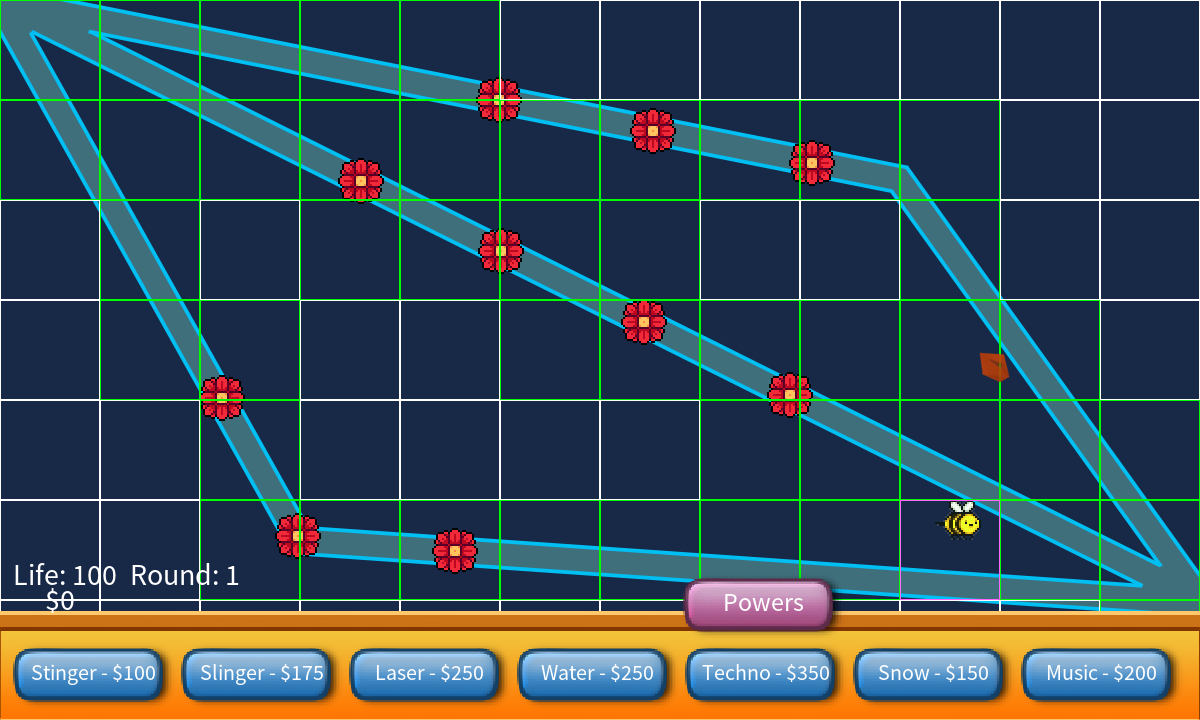 Life: 100 Round: 1
$0
Powers
Stinger - $100
Slinger - $175
Laser - $250
Water - $250
Techno - $350
Snow - $150
Music - $200